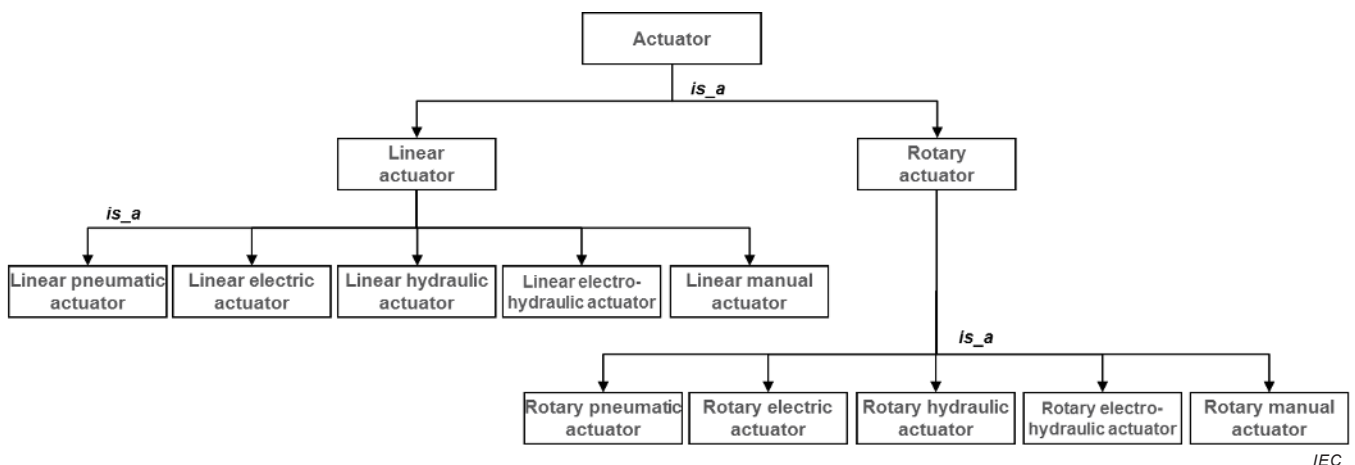 Actuator
is_a
Linear
actuator
Rotary
actuator
is_a
Linear pneumatic
actuator
Linear electric
actuator
Linear hydraulic
actuator
Linear electro-
hydraulic actuator
Linear manual
actuator
is_a
Rotary pneumatic
actuator
Rotary electric
actuator
Rotary hydraulic
actuator
Rotary electro-
hydraulic actuator
Rotary manual
actuator
IEC